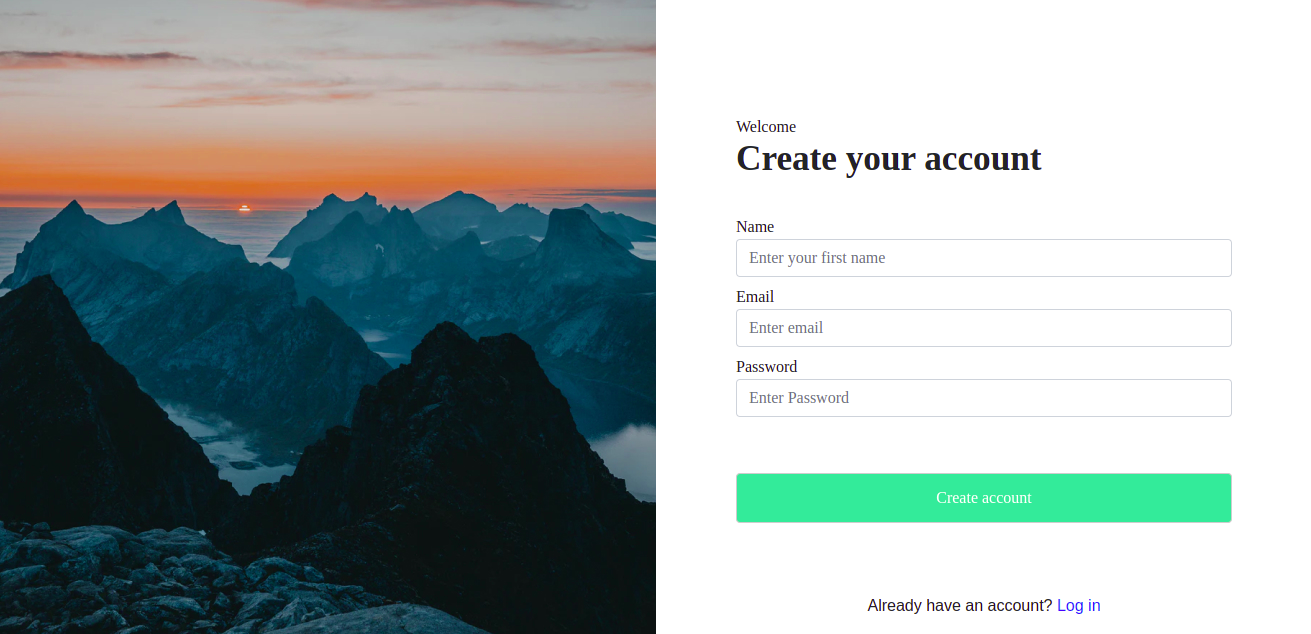 Welcome
Create your account
Name
Enter your first name
Email
Enter email
Password
Enter Password
Create account
Already have an account? Log in